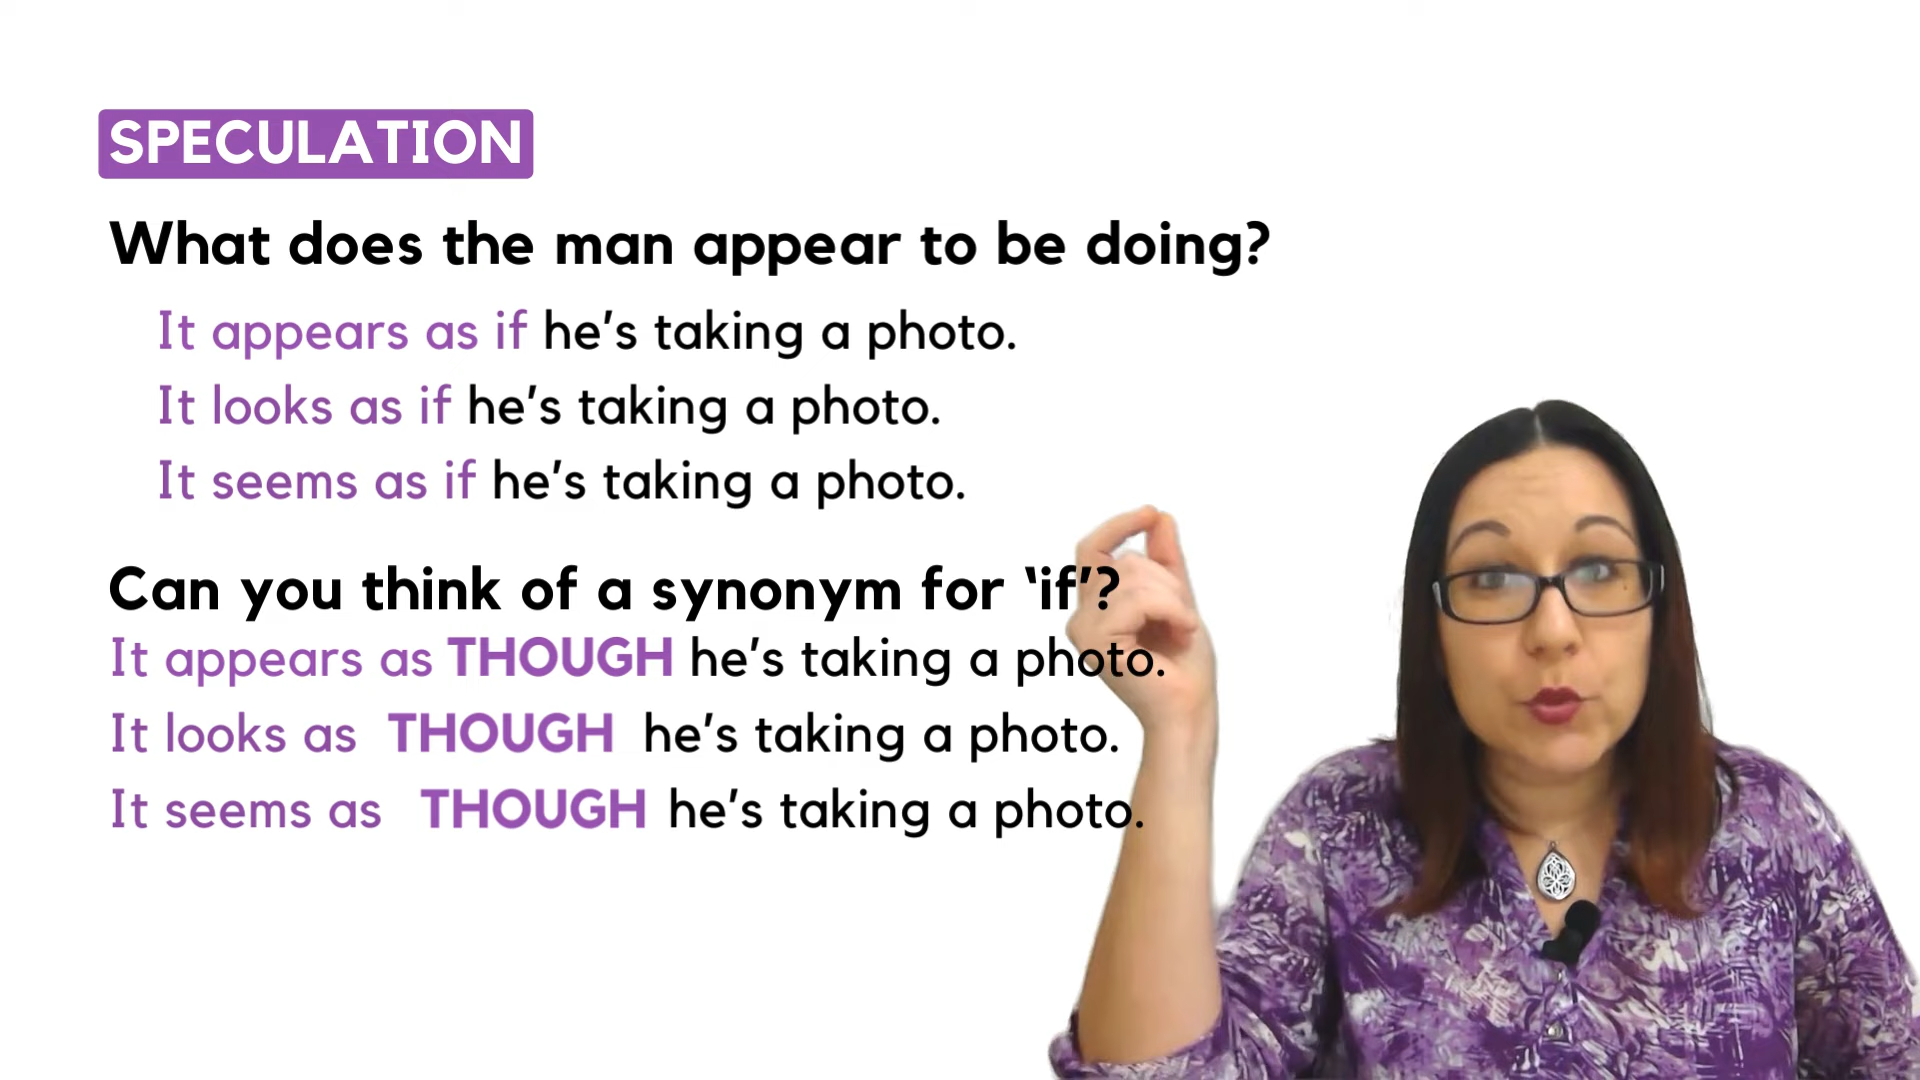 SPECULATION
What does the man appear to be doing?
It appears as if he’s taking a photo.
It looks as if he’s taking a photo.
It seems as if he’s taking a photo.
Can you think of a synonym for ‘if’?
It appears as THOUGH he’s taking a photo.
It looks as THOUGH he’s taking a photo.
It seems as THOUGH he’s taking a photo.